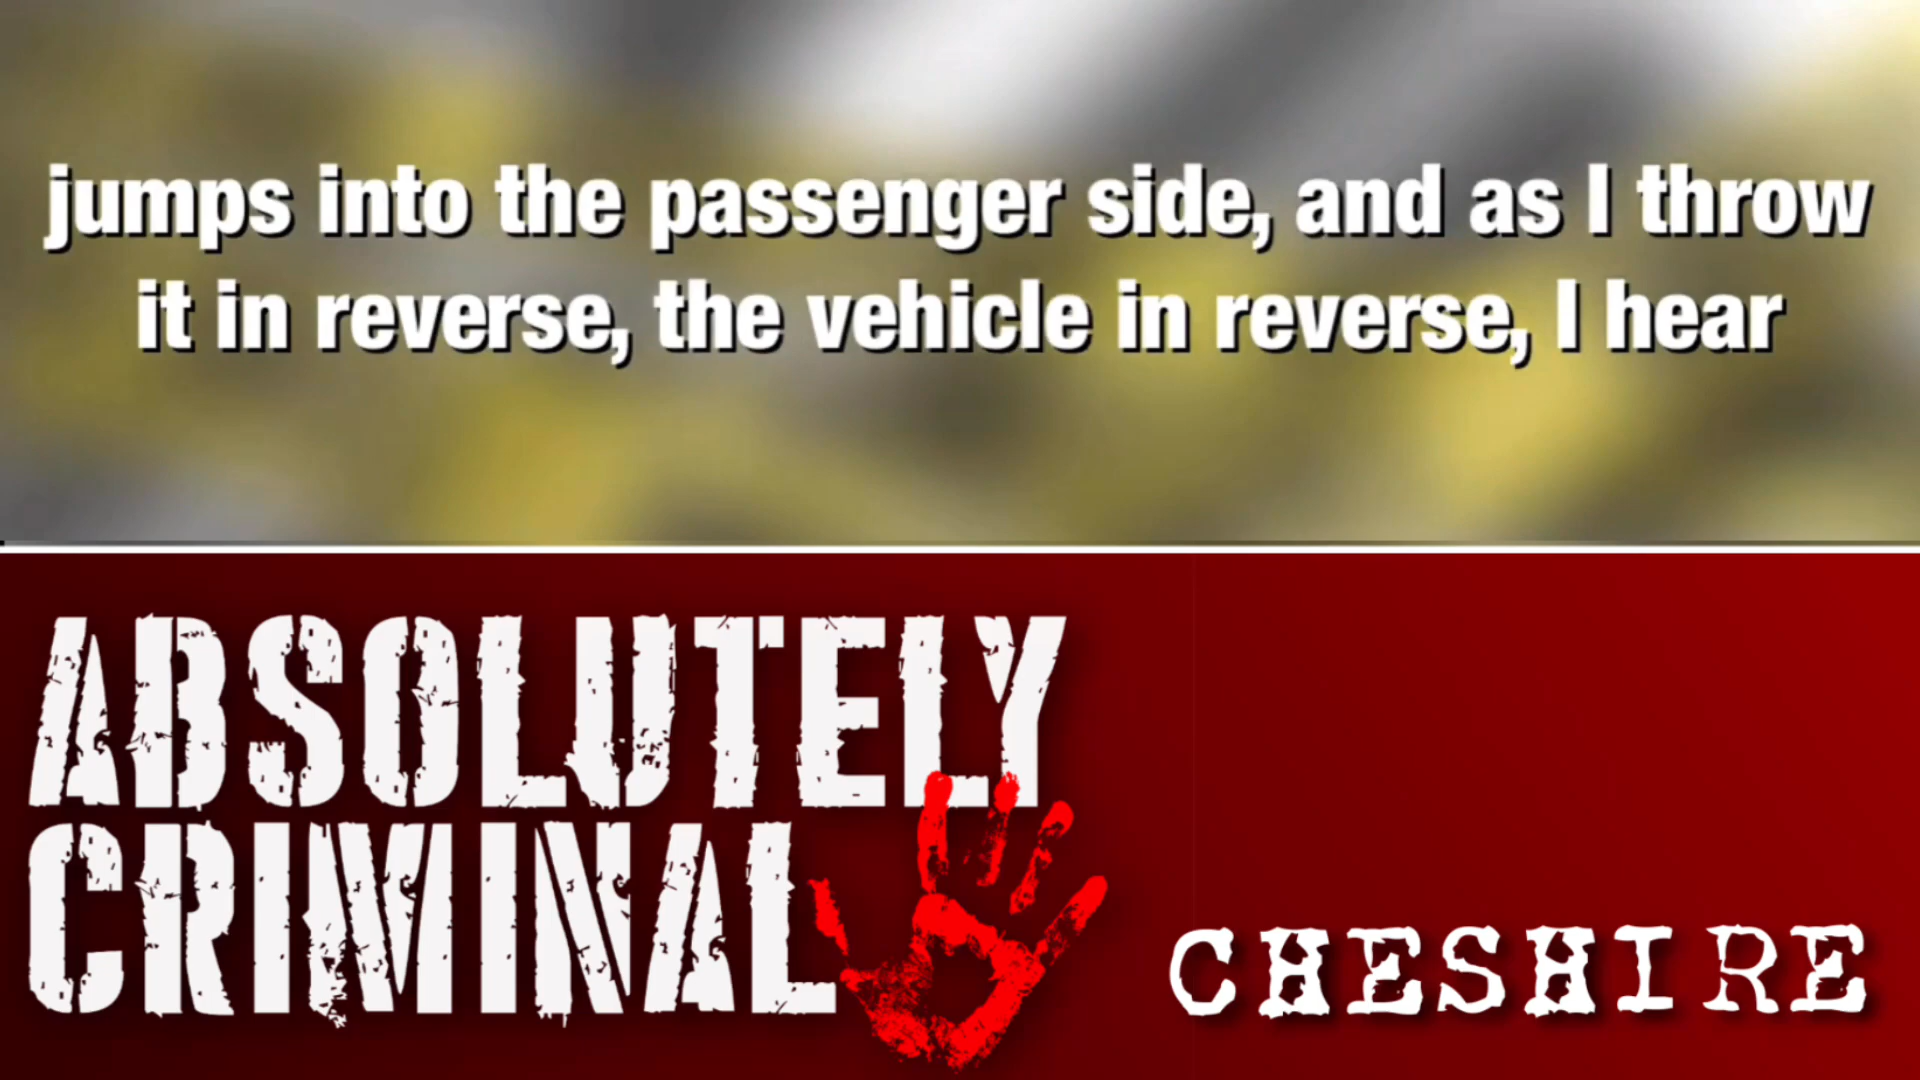 jumps into the passenger side, and as I throw
it in reverse, the vehicle in reverse, I hear
ABSOLUTELY
CRIMINAL
CHESHIRE